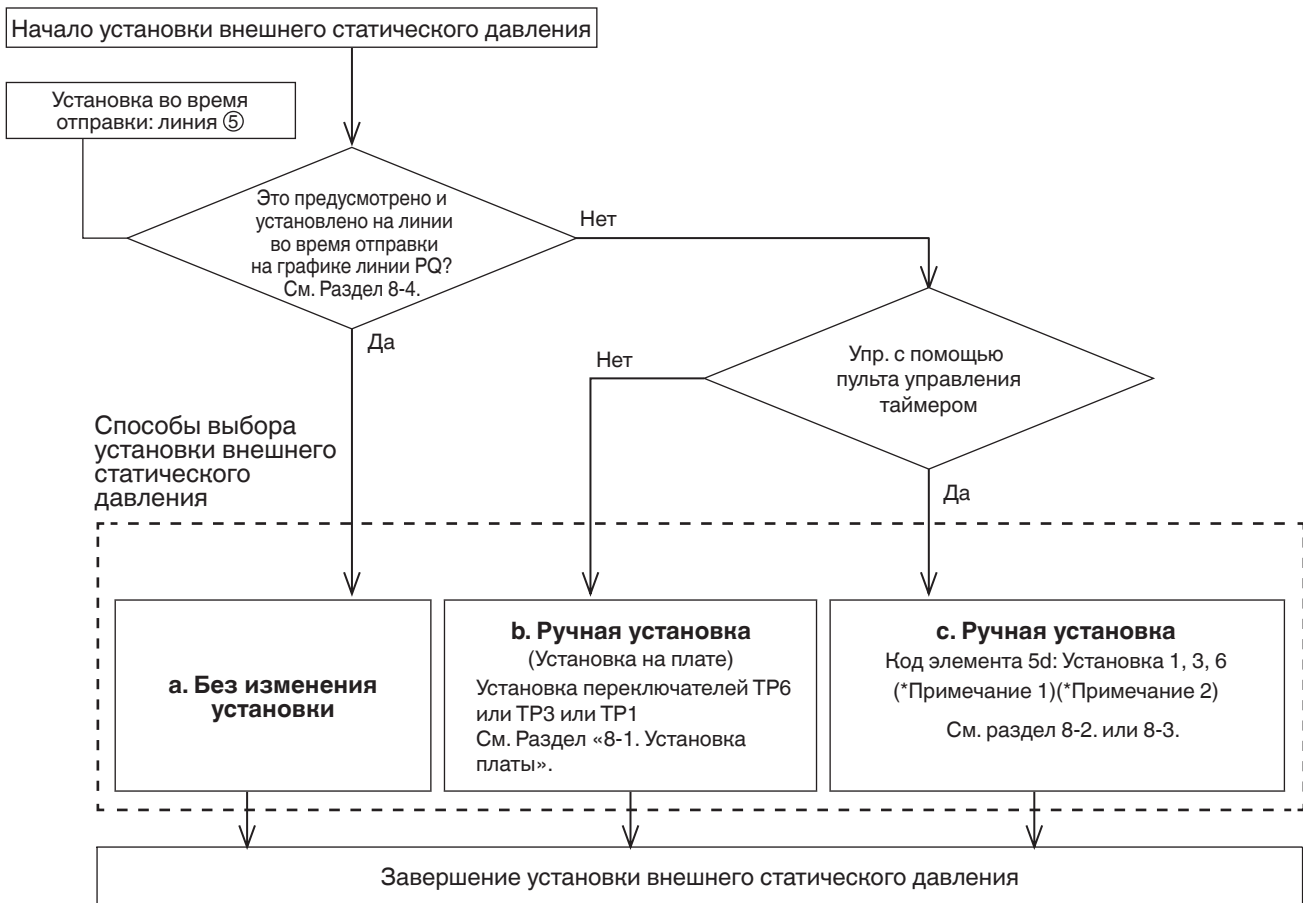 Начало установки внешнего статического давления
Установка во время
отправки: линия ⑤
Это предусмотрено и
установлено на линии
во время отправки
на графике линии PQ?
См. Раздел 8-4.
Нет
Да
Упр. с помощью
пульта управления
таймером
Нет
Да
Способы выбора
установки внешнего
статического
давления
a. Без изменения
установки
b. Ручная установка
(Установка на плате)
Установка переключателей TP6
или TP3 или TP1
См. Раздел «8-1. Установка
платы».
c. Ручная установка
Код элемента 5d: Установка 1, 3, 6
(*Примечание 1)(*Примечание 2)
См. раздел 8-2. или 8-3.
Завершение установки внешнего статического давления